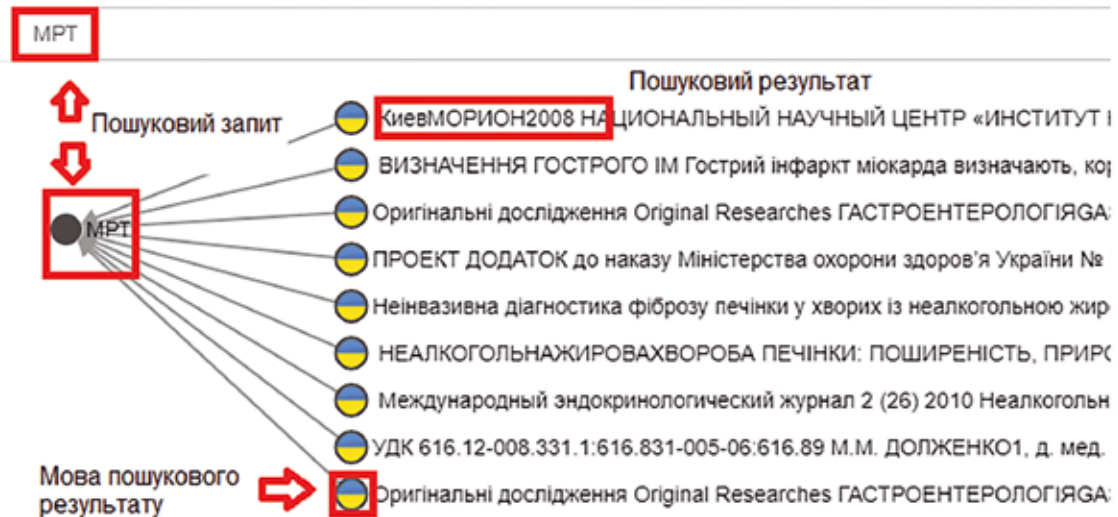 МРТ
Пошуковий результат
Пошуковий запит
КиевМОРИОН2008 НАЦИОНАЛЬНЫЙ НАУЧНЫЙ ЦЕНТР «ИНСТИТУТ
ВИЗНАЧЕННЯ ГОСТРОГО ІМ Гострий інфаркт міокарда визначають,
МРТ
Оригінальні дослідження Original Researches ГАСТРОЕНТЕРОЛОГІЯGA
ПРОЕКТ ДОДАТОК до наказу Міністерства охорони здоров'я України №
Неінвазивна діагностика фіброзу печінки у хворих із неалкогольною жир
НЕАЛКОГОЛЬНАЖИРОВАХВОРОБА ПЕЧІНКИ: ПОШИРЕНІСТЬ, ПРИРО
Международный эндокринологический журнал 2 (26) 2010 Неалкогольн
УДК 616.12-008.331.1:616.831-005-06:616.89 М.М. ДОЛЖЕНКО1, д. мед.
Мова пошукового
результату
Оригінальні дослідження Original Researches ГАСТРОЕНТЕРОЛОГІЯGA